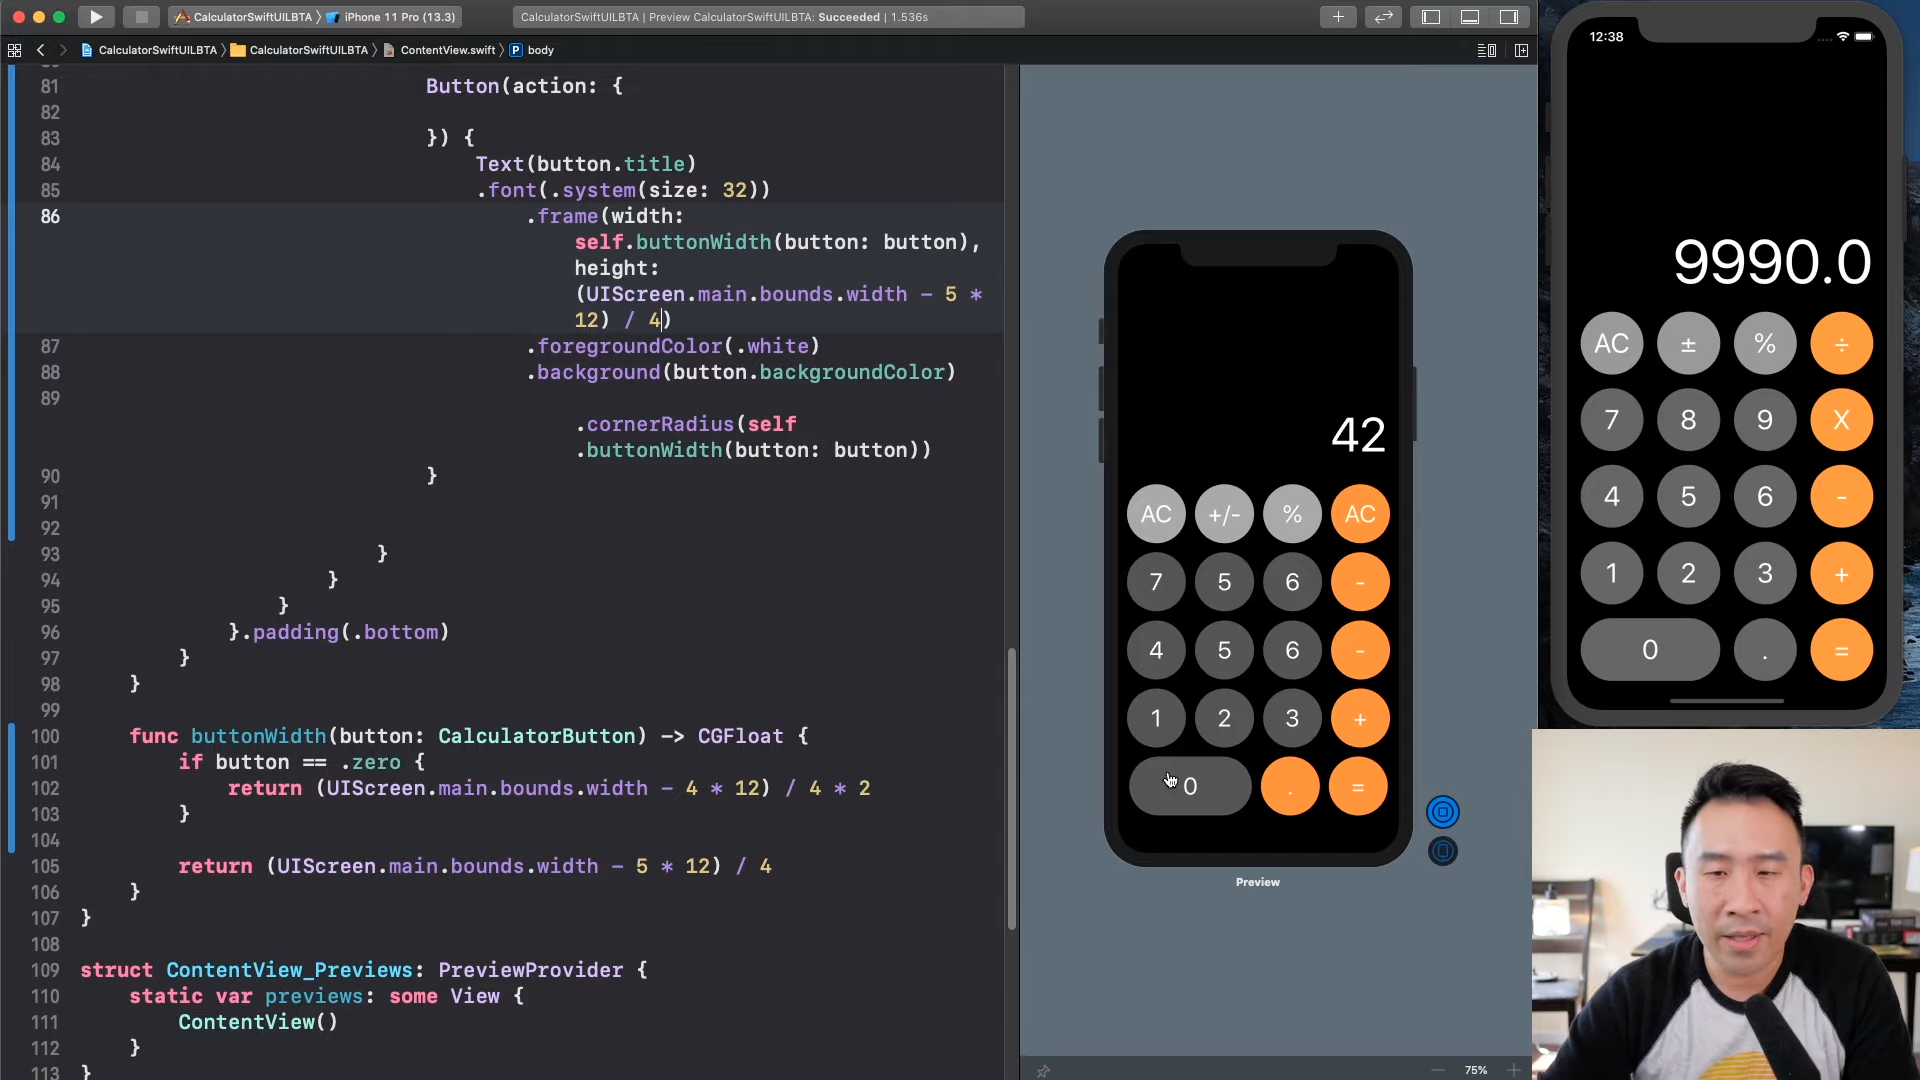 CalculatorSwiftUILBTA 〉 iPhone 11 Pro (13.3)
CalculatorSwiftUILBTA | Preview CalculatorSwiftUILBTA: Succeeded | 1.536s
CalculatorSwiftUILBTA 〉 CalculatorSwiftUILBTA 〉 ContentView.swift 〉 P body
81 Button(action: {
82
83 }) {
84 Text(button.title)
85 .font(.system(size: 32))
86 .frame(width:
self.buttonWidth(button: button),
height:
(UIScreen.main.bounds.width - 5 *
12) / 4)
87 .foregroundColor(.white)
88 .background(button.backgroundColor)
89
.cornerRadius(self
.buttonWidth(button: button))
90 }
91
92
93 }
94 }
95 }
96 }.padding(.bottom)
97 }
98 }
99
100 func buttonWidth(button: CalculatorButton) -> CGFloat {
101 if button == .zero {
102 return (UIScreen.main.bounds.width - 4 * 12) / 4 * 2
103 }
104
105 return (UIScreen.main.bounds.width - 5 * 12) / 4
106 }
107 }
108
109 struct ContentView_Previews: PreviewProvider {
110 static var previews: some View {
111 ContentView()
112 }
113 }
42
AC +/- % AC
7 5 6 -
4 5 6 -
1 2 3 +
0 . =
Preview
75%
12:38
9990.0
AC ± % ÷
7 8 9 X
4 5 6 -
1 2 3 +
0 . =